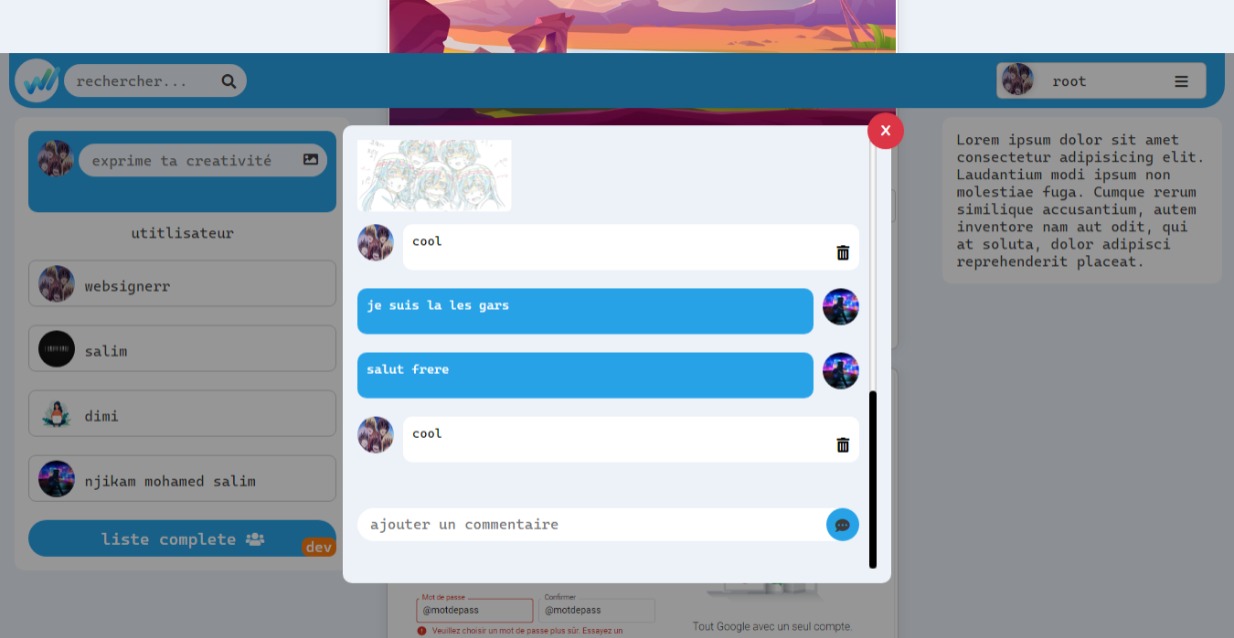 rechercher...
root
exprime ta creativité
utitlisateur
websignerr
salim
dimi
njikam mohamed salim
liste complete
dev
X
cool
je suis la les gars
salut frere
cool
ajouter un commentaire
Mot de passe
@motdepass
Confirmer
@motdepass
Veuillez choisir un mot de passe plus sûr. Essayez un
Tout Google avec un seul compte.
Lorem ipsum dolor sit amet
consectetur adipisicing elit.
Laudantium modi ipsum non
molestiae fuga. Cumque rerum
similique accusantium, autem
inventore nam aut odit, qui
at soluta, dolor adipisci
reprehenderit placeat.